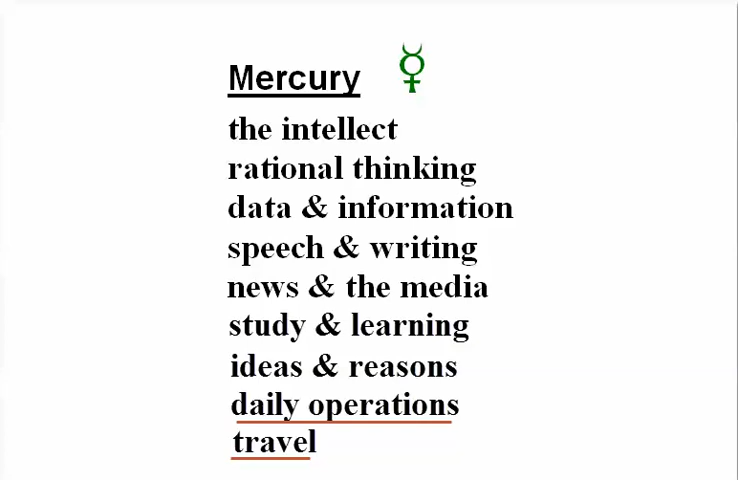 Mercury ☿
the intellect
rational thinking
data & information
speech & writing
news & the media
study & learning
ideas & reasons
daily operations
travel